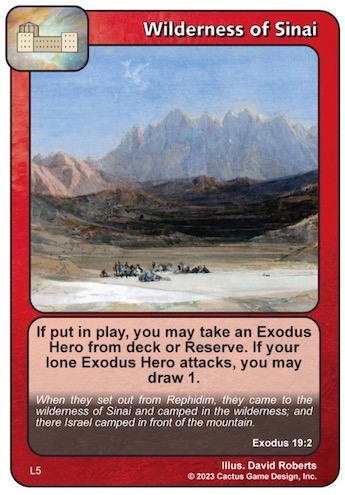 Wilderness of Sinai
If put in play, you may take an Exodus
Hero from deck or Reserve. If your
lone Exodus Hero attacks, you may
draw 1.
When they set out from Rephidim, they came to the
wilderness of Sinai and camped in the wilderness; and
there Israel camped in front of the mountain.
Exodus 19:2
L5
Illus. David Roberts
© 2023 Cactus Game Design, Inc.